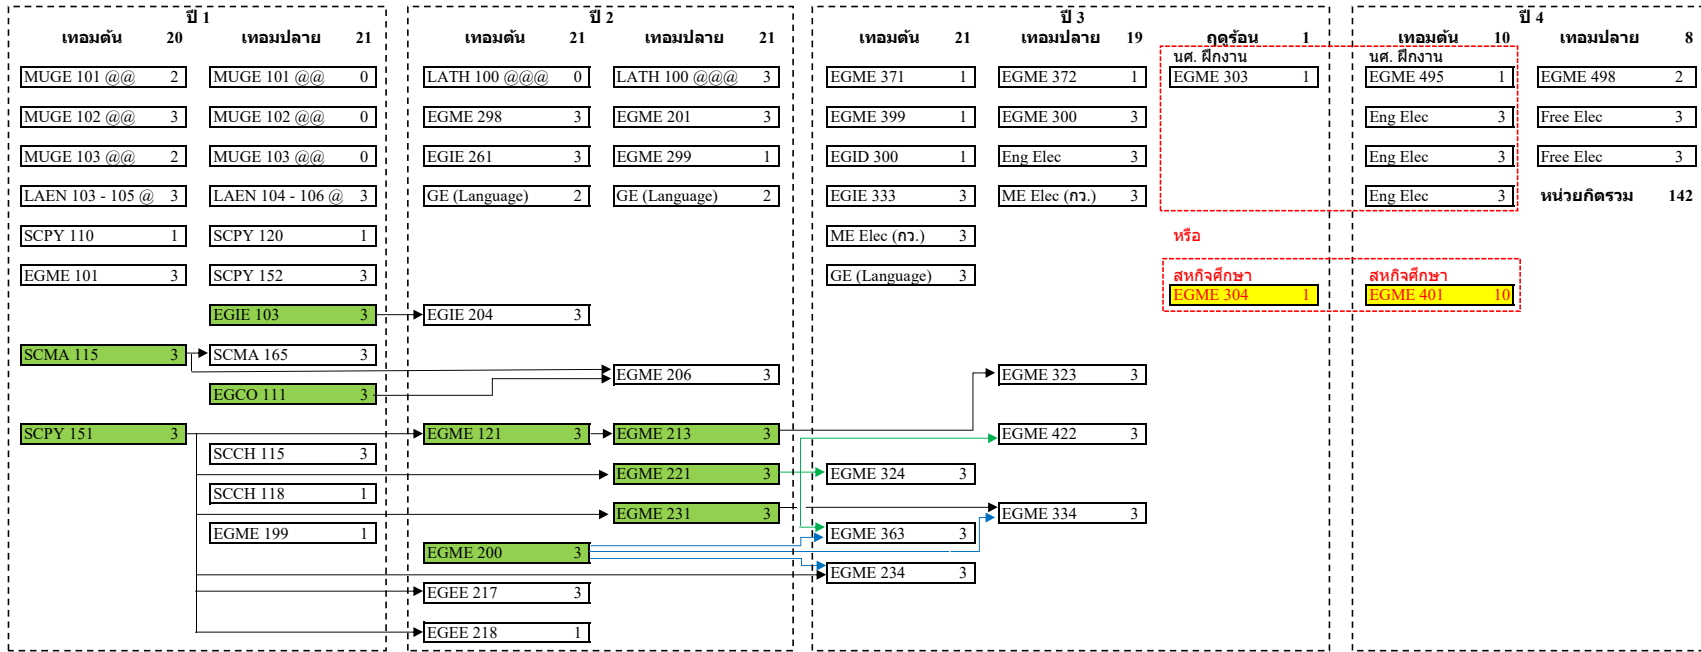 ปี 1
เทอมต้น 20 เทอมปลาย 21
MUGE 101 @@ 2 MUGE 101 @@ 0
MUGE 102 @@ 3 MUGE 102 @@ 0
MUGE 103 @@ 2 MUGE 103 @@ 0
LAEN 103 - 105 @ 3 LAEN 104 - 106 @ 3
SCPY 110 1 SCPY 120 1
EGME 101 3 SCPY 152 3
EGIE 103 3
SCMA 115 3 SCMA 165 3
EGCO 111 3
SCPY 151 3
SCCH 115 3
SCCH 118 1
EGME 199 1
ปี 2
เทอมต้น 21 เทอมปลาย 21
LATH 100 @@@ 0 LATH 100 @@@ 3
EGME 298 3 EGME 201 3
EGIE 261 3 EGME 299 1
GE (Language) 2 GE (Language) 2
EGIE 204 3
EGME 206 3
EGME 121 3 EGME 213 3
EGME 221 3
EGME 231 3
EGME 200 3
EGEE 217 3
EGEE 218 1
ปี 3
เทอมต้น 21 เทอมปลาย 19 ฤดูร้อน 1
นศ. ฝึกงาน
EGME 371 1 EGME 372 1 EGME 303 1
EGME 399 1 EGME 300 3
EGID 300 1 Eng Elec 3
EGIE 333 3 ME Elec (กว.) 3
ME Elec (กว.) 3 หรือ
GE (Language) 3 สหกิจศึกษา
EGME 304 1
EGME 323 3
EGME 422 3
EGME 324 3
EGME 334 3
EGME 363 3
EGME 234 3
ปี 4
เทอมต้น 10 เทอมปลาย 8
นศ. ฝึกงาน
EGME 495 1 EGME 498 2
Eng Elec 3 Free Elec 3
Eng Elec 3 Free Elec 3
Eng Elec 3 หน่วยกิตรวม 142
สหกิจศึกษา
EGME 401 10